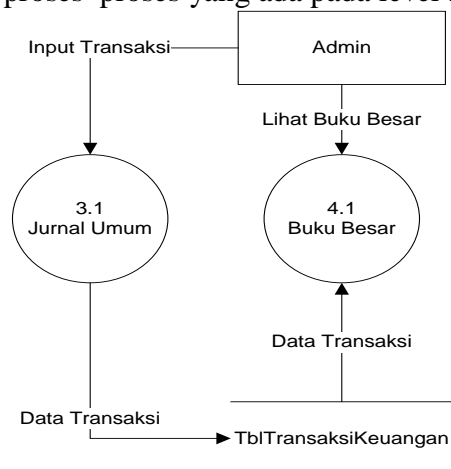 proses-proses yang ada pada level
Input Transaksi
Admin
Lihat Buku Besar
3.1
Jurnal Umum
4.1
Buku Besar
Data Transaksi
Data Transaksi
TblTransaksiKeuangan